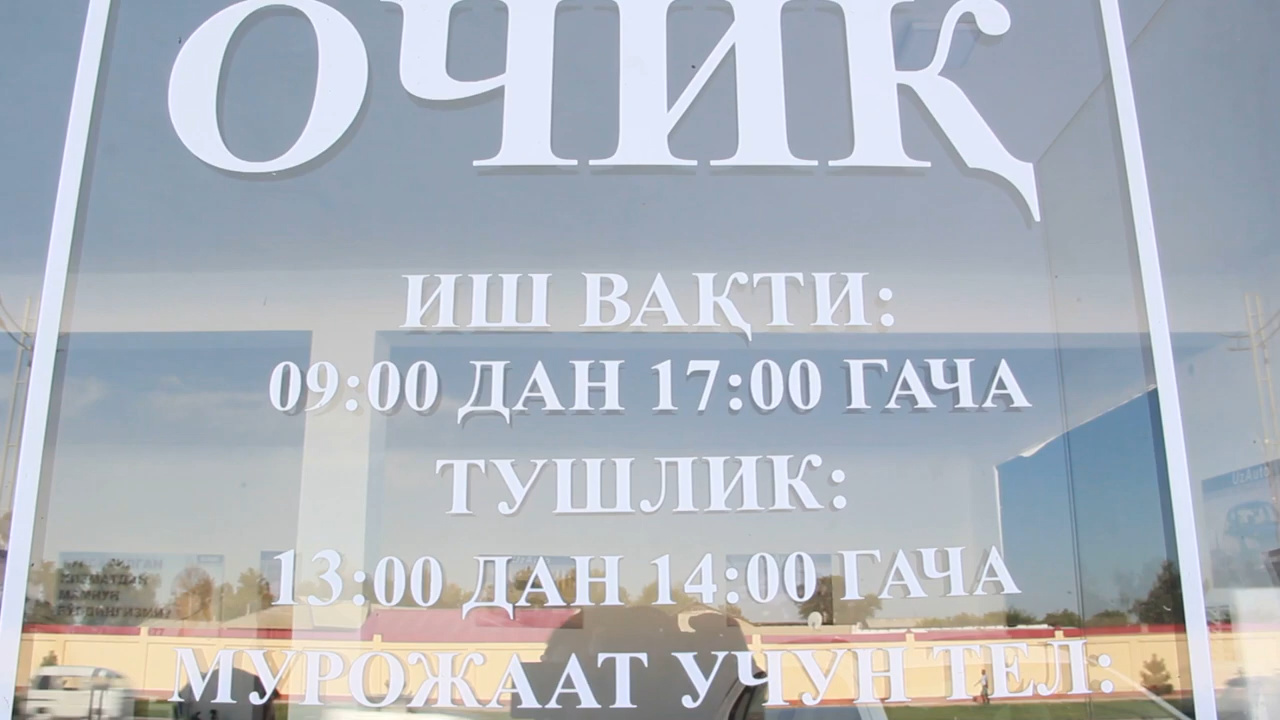 ОЧИҚ
ИШ ВАҚТИ:
09:00 ДАН 17:00 ГАЧА
ТУШЛИК:
13:00 ДАН 14:00 ГАЧА
МУРОЖААТ УЧУН ТЕЛ: